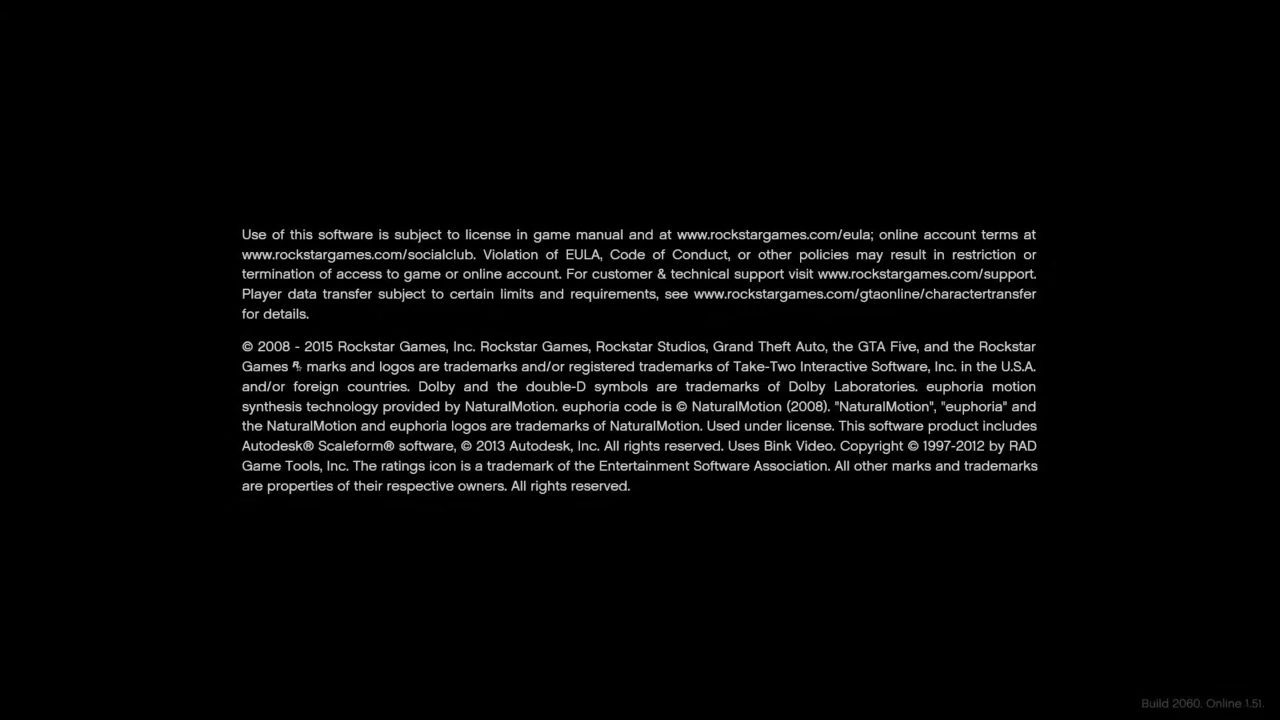 Use of this software is subject to license in game manual and at www.rockstargames.com/eula; online account terms at
www.rockstargames.com/socialclub. Violation of EULA, Code of Conduct, or other policies may result in restriction or
termination of access to game or online account. For customer & technical support visit www.rockstargames.com/support.
Player data transfer subject to certain limits and requirements, see www.rockstargames.com/gtaonline/charactertransfer
for details.
© 2008 - 2015 Rockstar Games, Inc. Rockstar Games, Rockstar Studios, Grand Theft Auto, the GTA Five, and the Rockstar
Games R* marks and logos are trademarks and/or registered trademarks of Take-Two Interactive Software, Inc. in the U.S.A.
and/or foreign countries. Dolby and the double-D symbols are trademarks of Dolby Laboratories. euphoria motion
synthesis technology provided by NaturalMotion. euphoria code is © NaturalMotion (2008). "NaturalMotion", "euphoria" and
the NaturalMotion and euphoria logos are trademarks of NaturalMotion. Used under license. This software product includes
Autodesk® Scaleform® software, © 2013 Autodesk, Inc. All rights reserved. Uses Bink Video. Copyright © 1997-2012 by RAD
Game Tools, Inc. The ratings icon is a trademark of the Entertainment Software Association. All other marks and trademarks
are properties of their respective owners. All rights reserved.
Build 2060. Online 1.51.